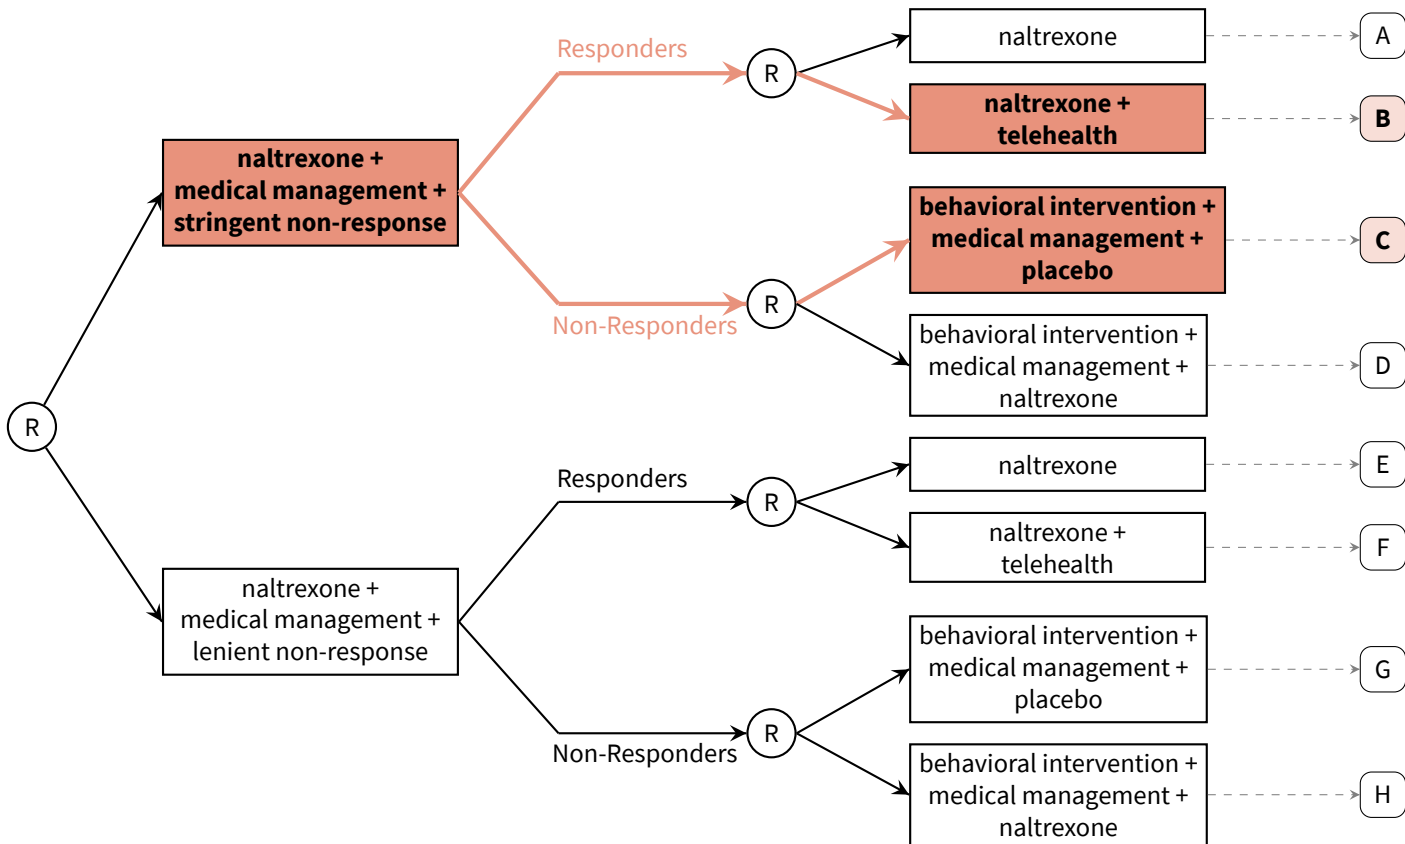 Responders
R
naltrexone
A
naltrexone +
telehealth
B
naltrexone +
medical management +
stringent non-response
behavioral intervention +
medical management +
placebo
C
R
Non-Responders
behavioral intervention +
medical management +
naltrexone
D
R
Responders
R
naltrexone
E
naltrexone +
telehealth
F
naltrexone +
medical management +
lenient non-response
behavioral intervention +
medical management +
placebo
G
R
Non-Responders
behavioral intervention +
medical management +
naltrexone
H